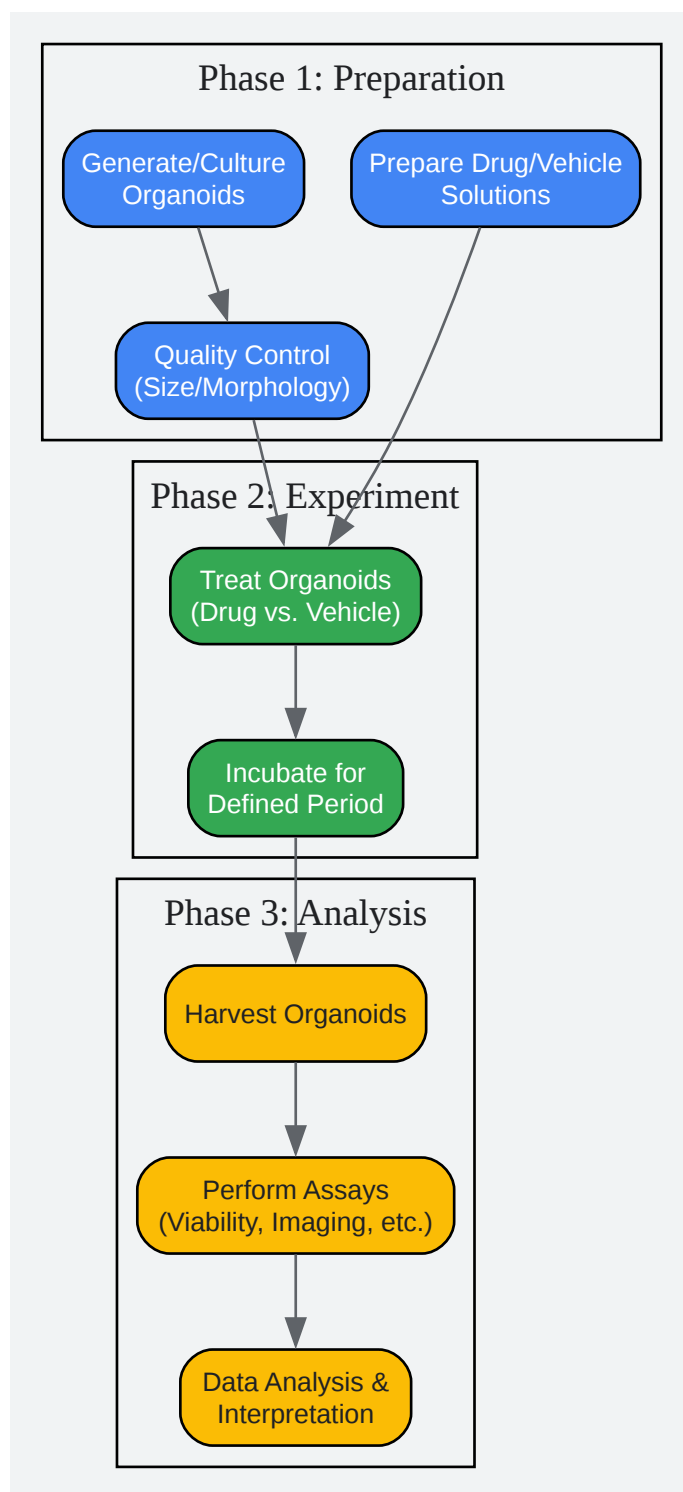 Phase 1: Preparation
Generate/Culture
Organoids
Prepare Drug/Vehicle
Solutions
Quality Control
(Size/Morphology)
Phase 2: Experiment
Treat Organoids
(Drug vs. Vehicle)
Incubate for
Defined Period
Phase 3: Analysis
Harvest Organoids
Perform Assays
(Viability, Imaging, etc.)
Data Analysis &
Interpretation